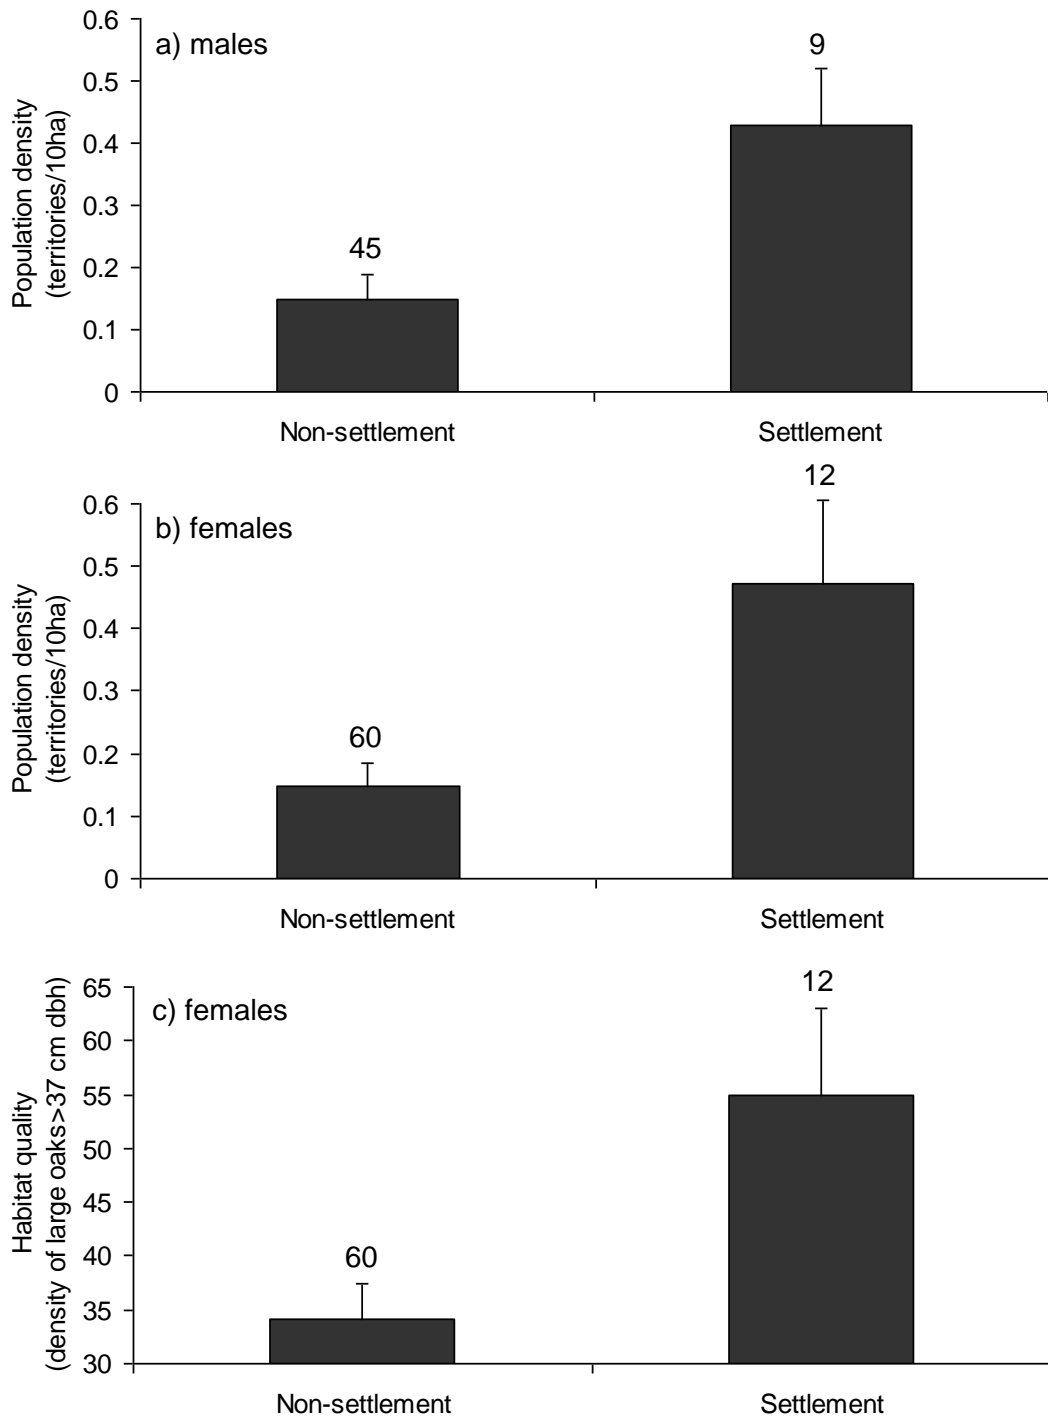 a) males
Population density
(territories/10ha)
0.6
0.5
0.4
0.3
0.2
0.1
0
45
9
Non-settlement
Settlement
b) females
Population density
(territories/10ha)
0.6
0.5
0.4
0.3
0.2
0.1
0
60
12
Non-settlement
Settlement
c) females
Habitat quality
(density of large oaks>37 cm dbh)
65
60
55
50
45
40
35
30
60
12
Non-settlement
Settlement